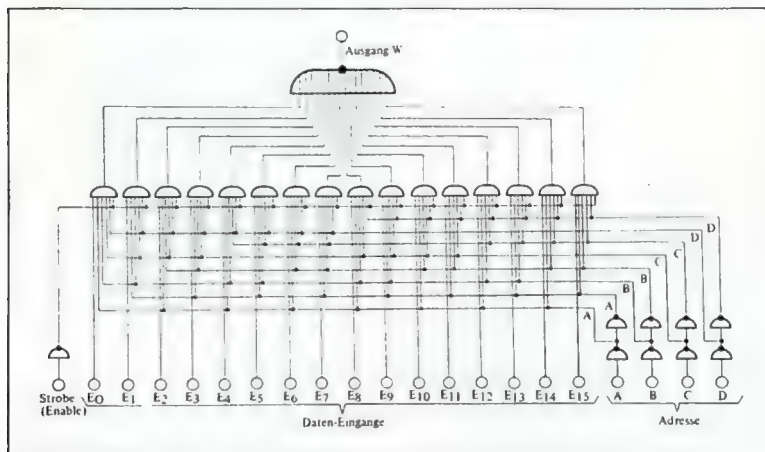 Ausgang W
D
D
C
C
B
B
A
A
Strobe
(Enable)
E0 E1 E2 E3 E4 E5 E6 E7 E8 E9 E10 E11 E12 E13 E14 E15 A B C D
Daten-Eingänge Adresse